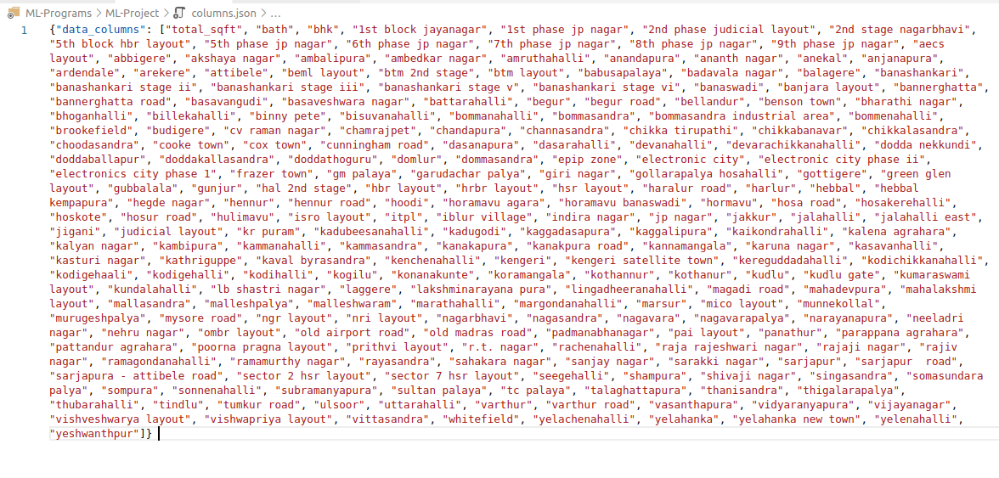 ML-Programs > ML-Project > columns.json > ...
1 {"data_columns": ["total_sqft", "bath", "bhk", "1st block jayanagar", "1st phase jp nagar", "2nd phase judicial layout", "2nd stage nagarbhavi",
"5th block hbr layout", "5th phase jp nagar", "6th phase jp nagar", "7th phase jp nagar", "8th phase jp nagar", "9th phase jp nagar", "aecs
layout", "abbigere", "akshaya nagar", "ambalipura", "ambedkar nagar", "amruthahalli", "anandapura", "ananth nagar", "anekal", "anjanapura",
"ardendale", "arekere", "attibele", "beml layout", "btm 2nd stage", "btm layout", "babusapalaya", "badavala nagar", "balagere", "banashankari",
"banashankari stage ii", "banashankari stage iii", "banashankari stage v", "banashankari stage vi", "banaswadi", "banjara layout", "bannerghatta",
"bannerghatta road", "basavangudi", "basaveshwara nagar", "battarahalli", "begur", "begur road", "bellandur", "benson town", "bharathi nagar",
"bhoganhalli", "billekahalli", "binny pete", "bisuvanahalli", "bommanahalli", "bommasandra", "bommasandra industrial area", "bommenahalli",
"brookefield", "budigere", "cv raman nagar", "chamrajpet", "chandapura", "channasandra", "chikka tirupathi", "chikkabanavar", "chikkalasandra",
"choodasandra", "cooke town", "cox town", "cunningham road", "dasanapura", "dasarahalli", "devanahalli", "devarachikkanahalli", "dodda nekkundi",
"doddaballapur", "doddakallasandra", "doddathoguru", "domlur", "dommasandra", "epip zone", "electronic city", "electronic city phase ii",
"electronics city phase 1", "frazer town", "gm palaya", "garudachar palya", "giri nagar", "gollarapalya hosahalli", "gottigere", "green glen
layout", "gubbalala", "gunjur", "hal 2nd stage", "hbr layout", "hrbr layout", "hsr layout", "haralur road", "harlur", "hebbal", "hebbal
kempapura", "hegde nagar", "hennur", "hennur road", "hoodi", "horamavu agara", "horamavu banaswadi", "hormavu", "hosa road", "hosakerehalli",
"hoskote", "hosur road", "hulimavu", "isro layout", "itpl", "iblur village", "indira nagar", "jp nagar", "jakkur", "jalahalli", "jalahalli east",
"jigani", "judicial layout", "kr puram", "kadubeesanahalli", "kadugodi", "kaggadasapura", "kaggalipura", "kaikondrahalli", "kalena agrahara",
"kalyan nagar", "kambipura", "kammanahalli", "kammasandra", "kanakapura", "kanakpura road", "kannamangala", "karuna nagar", "kasavanhalli",
"kasturi nagar", "kathriguppe", "kaval byrasandra", "kenchenahalli", "kengeri", "kengeri satellite town", "kereguddadahalli", "kodichikkanahalli",
"kodigehaali", "kodigehalli", "kodihalli", "kogilu", "konanakunte", "koramangala", "kothannur", "kothanur", "kudlu", "kudlu gate", "kumaraswami
layout", "kundalahalli", "lb shastri nagar", "laggere", "lakshminarayana pura", "lingadheeranahalli", "magadi road", "mahadevpura", "mahalakshmi
layout", "mallasandra", "malleshpalya", "malleshwaram", "marathahalli", "margondanahalli", "marsur", "mico layout", "munnekollal",
"murugeshpalya", "mysore road", "ngr layout", "nri layout", "nagarbhavi", "nagasandra", "nagavara", "nagavarapalya", "narayanapura", "neeladri
nagar", "nehru nagar", "ombr layout", "old airport road", "old madras road", "padmanabhanagar", "pai layout", "panathur", "parappana agrahara",
"pattandur agrahara", "poorna pragna layout", "prithvi layout", "r.t. nagar", "rachenahalli", "raja rajeshwari nagar", "rajaji nagar", "rajiv
nagar", "ramagondanahalli", "ramamurthy nagar", "rayasandra", "sahakara nagar", "sanjay nagar", "sarakki nagar", "sarjapur", "sarjapur  road",
"sarjapura - attibele road", "sector 2 hsr layout", "sector 7 hsr layout", "seegehalli", "shampura", "shivaji nagar", "singasandra", "somasundara
palya", "sompura", "sonnenahalli", "subramanyapura", "sultan palaya", "tc palaya", "talaghattapura", "thanisandra", "thigalarapalya",
"thubarahalli", "tindlu", "tumkur road", "ulsoor", "uttarahalli", "varthur", "varthur road", "vasanthapura", "vidyaranyapura", "vijayanagar",
"vishveshwarya layout", "vishwapriya layout", "vittasandra", "whitefield", "yelachenahalli", "yelahanka", "yelahanka new town", "yelenahalli",
"yeshwanthpur"]}